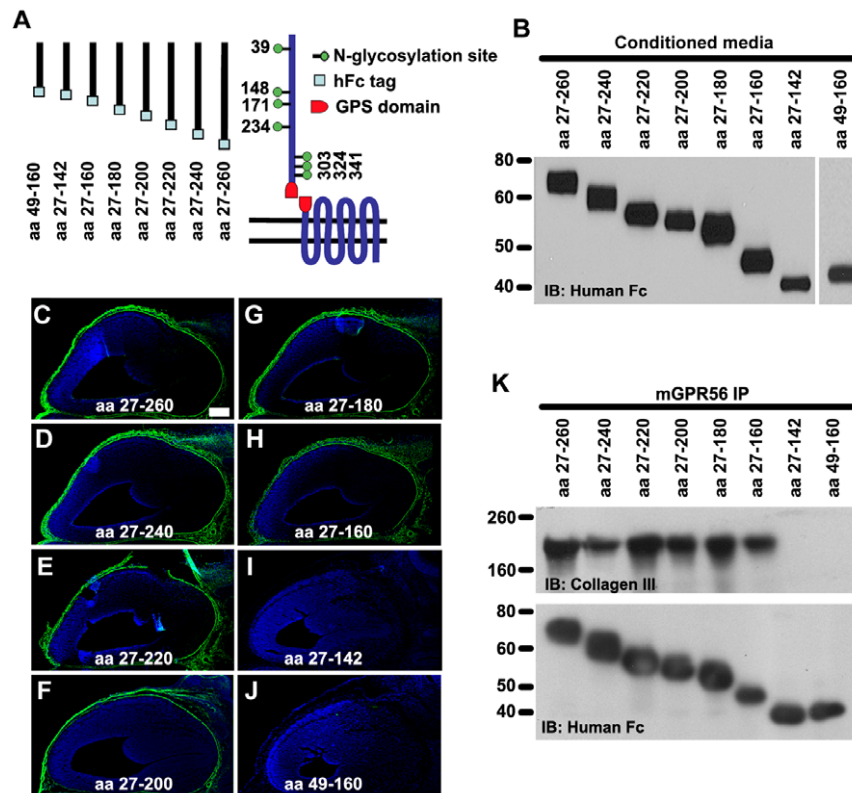 A
39
148
171
234
303
324
341
N-glycosylation site
hFc tag
GPS domain
aa 49-160
aa 27-142
aa 27-160
aa 27-180
aa 27-200
aa 27-220
aa 27-240
aa 27-260
B
Conditioned media
aa 27-260
aa 27-240
aa 27-220
aa 27-200
aa 27-180
aa 27-160
aa 27-142
aa 49-160
80
60
50
40
IB: Human Fc
C
aa 27-260
D
aa 27-240
E
aa 27-220
F
aa 27-200
G
aa 27-180
H
aa 27-160
I
aa 27-142
J
aa 49-160
K
mGPR56 IP
aa 27-260
aa 27-240
aa 27-220
aa 27-200
aa 27-180
aa 27-160
aa 27-142
aa 49-160
260
160
IB: Collagen III
80
60
50
40
IB: Human Fc